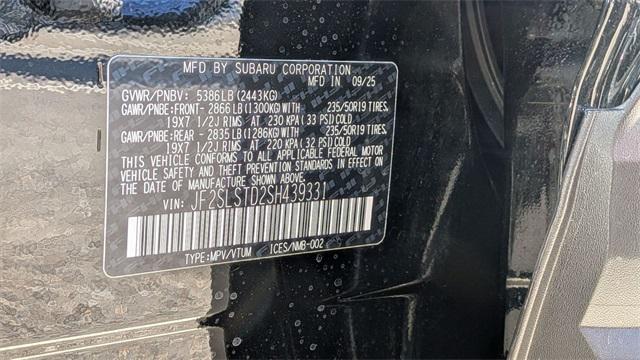 MFD BY SUBARU CORPORATION
MFD IN 09/25
GVWR/PNBV: 5386LB(2443KG)
GAWR/PNBE:FRONT- 2866LB(1300KG)WITH 235/50R19 TIRES,
19X7 1/2J RIMS AT 230 KPA(33 PSI)COLD
GAWR/PNBE:REAR - 2835LB(1286KG)WITH 235/50R19 TIRES,
19X7 1/2J RIMS AT 220 KPA(32 PSI)COLD
THIS VEHICLE CONFORMS TO ALL APPLICABLE FEDERAL MOTOR
VEHICLE SAFETY AND THEFT PREVENTION STANDARDS IN EFFECT
ON THE DATE OF MANUFACTURE SHOWN ABOVE.
VIN: JF2SLSTD2SH439331
TYPE:MPV/VTUM ICES/NMB-002